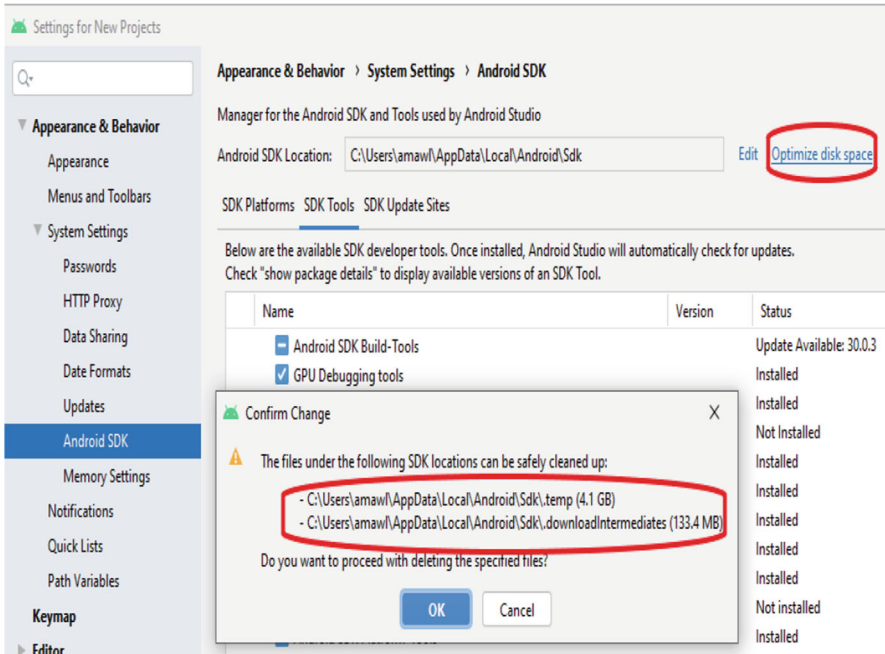 Settings for New Projects
Appearance & Behavior
Appearance
Menus and Toolbars
System Settings
Passwords
HTTP Proxy
Data Sharing
Date Formats
Updates
Android SDK
Memory Settings
Notifications
Quick Lists
Path Variables
Keymap
Editor
Appearance & Behavior › System Settings › Android SDK
Manager for the Android SDK and Tools used by Android Studio
Android SDK Location: C:\Users\amawl\AppData\Local\Android\Sdk Edit Optimize disk space
SDK Platforms SDK Tools SDK Update Sites
Below are the available SDK developer tools. Once installed, Android Studio will automatically check for updates.
Check "show package details" to display available versions of an SDK Tool.
Name Version Status
Android SDK Build-Tools Update Available: 30.0.3
GPU Debugging tools Installed
Installed
Not Installed
Installed
Installed
Installed
Installed
Installed
Not installed
Installed
Confirm Change X
The files under the following SDK locations can be safely cleaned up:
- C:\Users\amawl\AppData\Local\Android\Sdk\.temp (4.1 GB)
- C:\Users\amawl\AppData\Local\Android\Sdk\.downloadIntermediates (133.4 MB)
Do you want to proceed with deleting the specified files?
OK Cancel